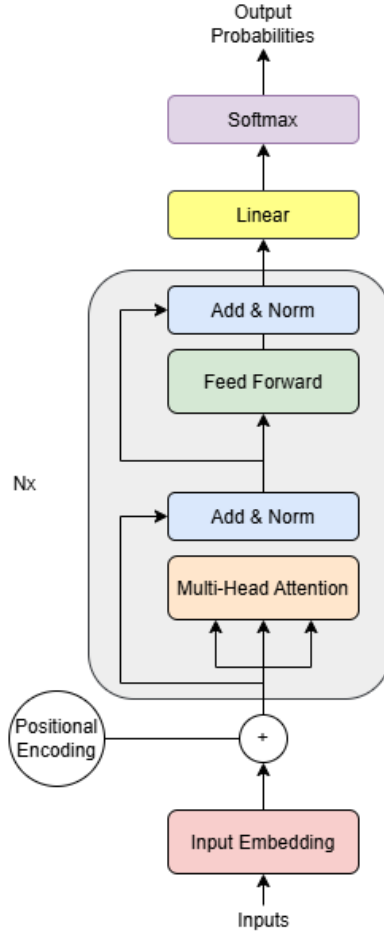 Output
Probabilities
Softmax
Linear
Add & Norm
Feed Forward
Nx
Add & Norm
Multi-Head Attention
Positional
Encoding
+
Input Embedding
Inputs